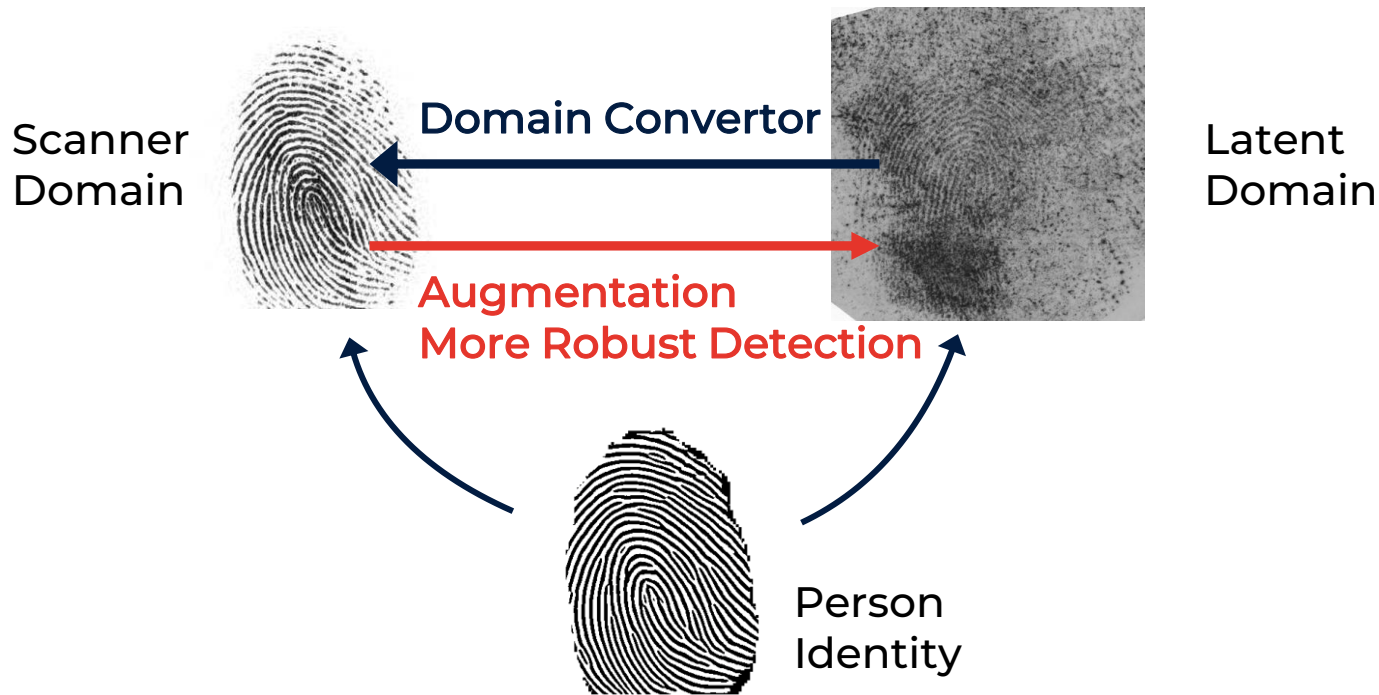 Scanner
Domain
Domain Convertor
Latent
Domain
Augmentation
More Robust Detection
Person
Identity